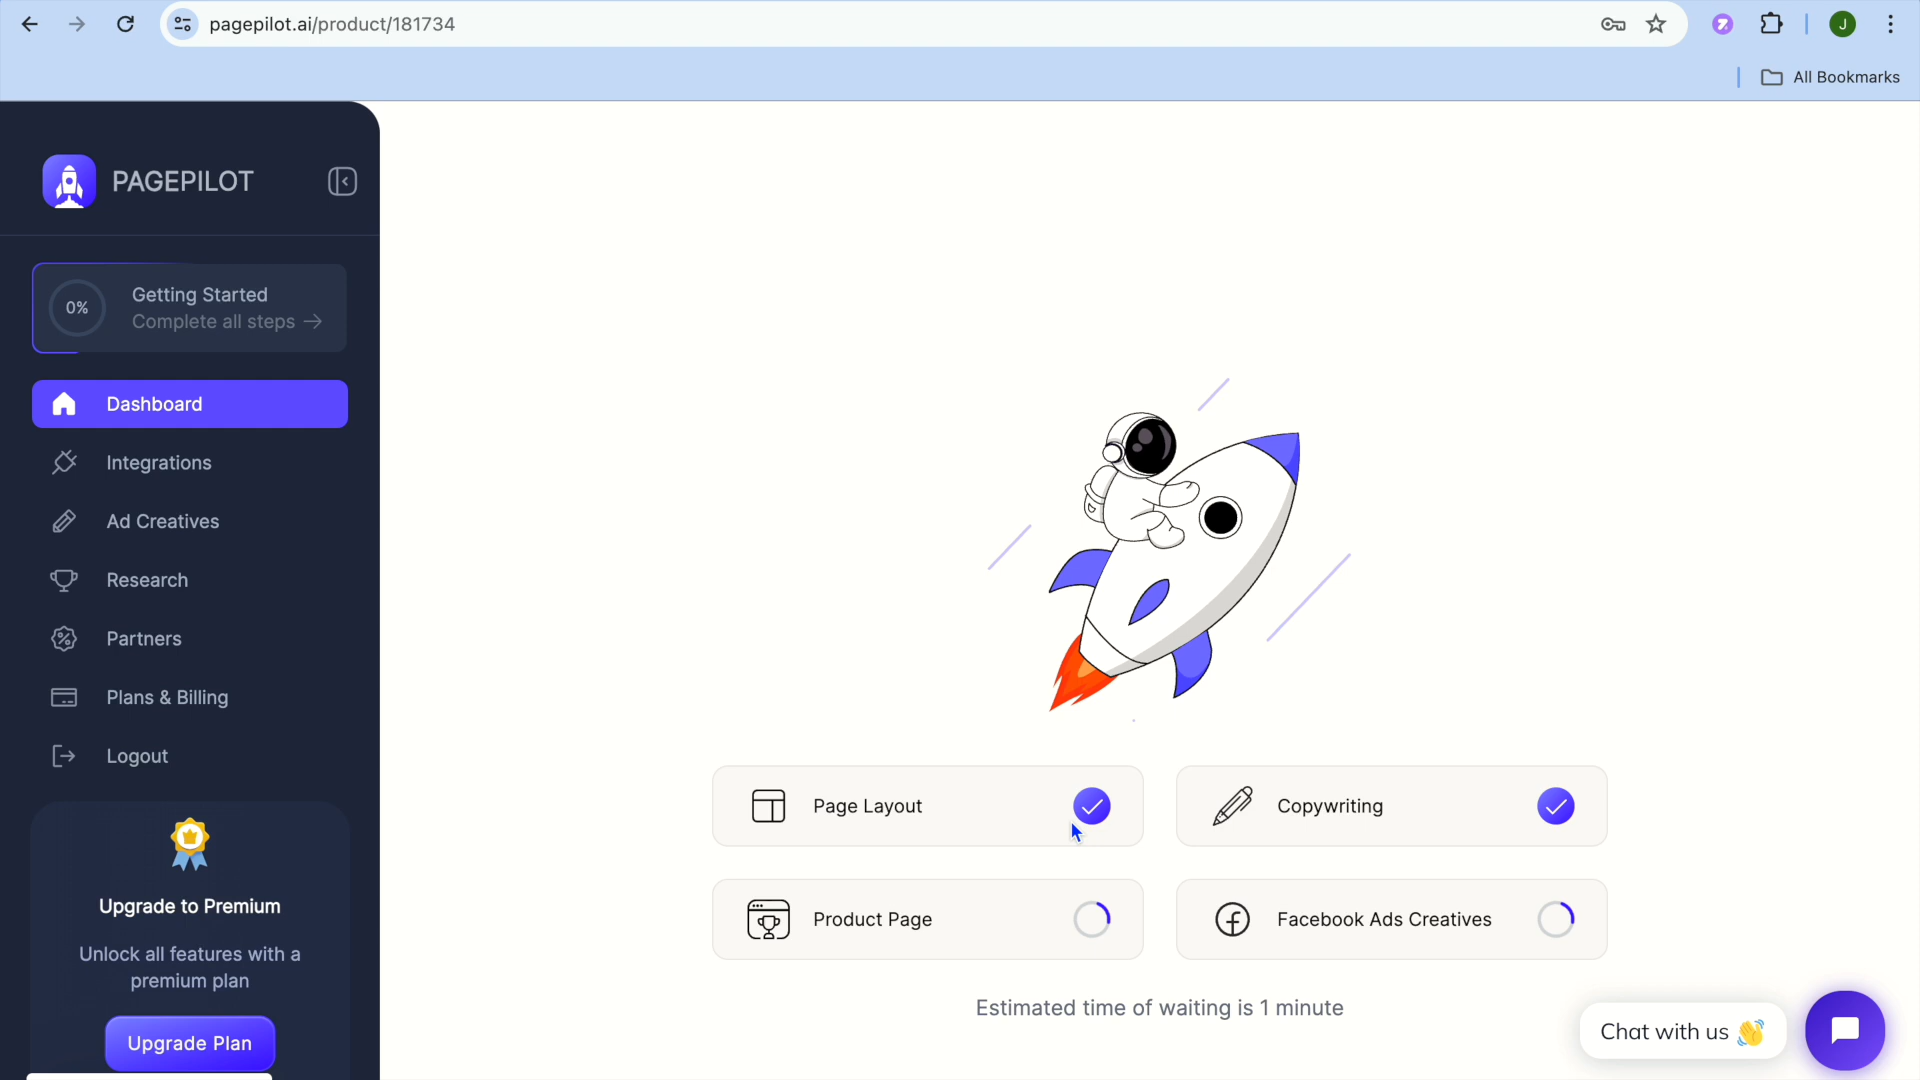 pagepilot.ai/product/181734
J
All Bookmarks
PAGEPILOT
0%
Getting Started
Complete all steps →
Dashboard
Integrations
Ad Creatives
Research
Partners
Plans & Billing
Logout
Upgrade to Premium
Unlock all features with a
premium plan
Upgrade Plan
Page Layout
Copywriting
Product Page
Facebook Ads Creatives
Estimated time of waiting is 1 minute
Chat with us 👋